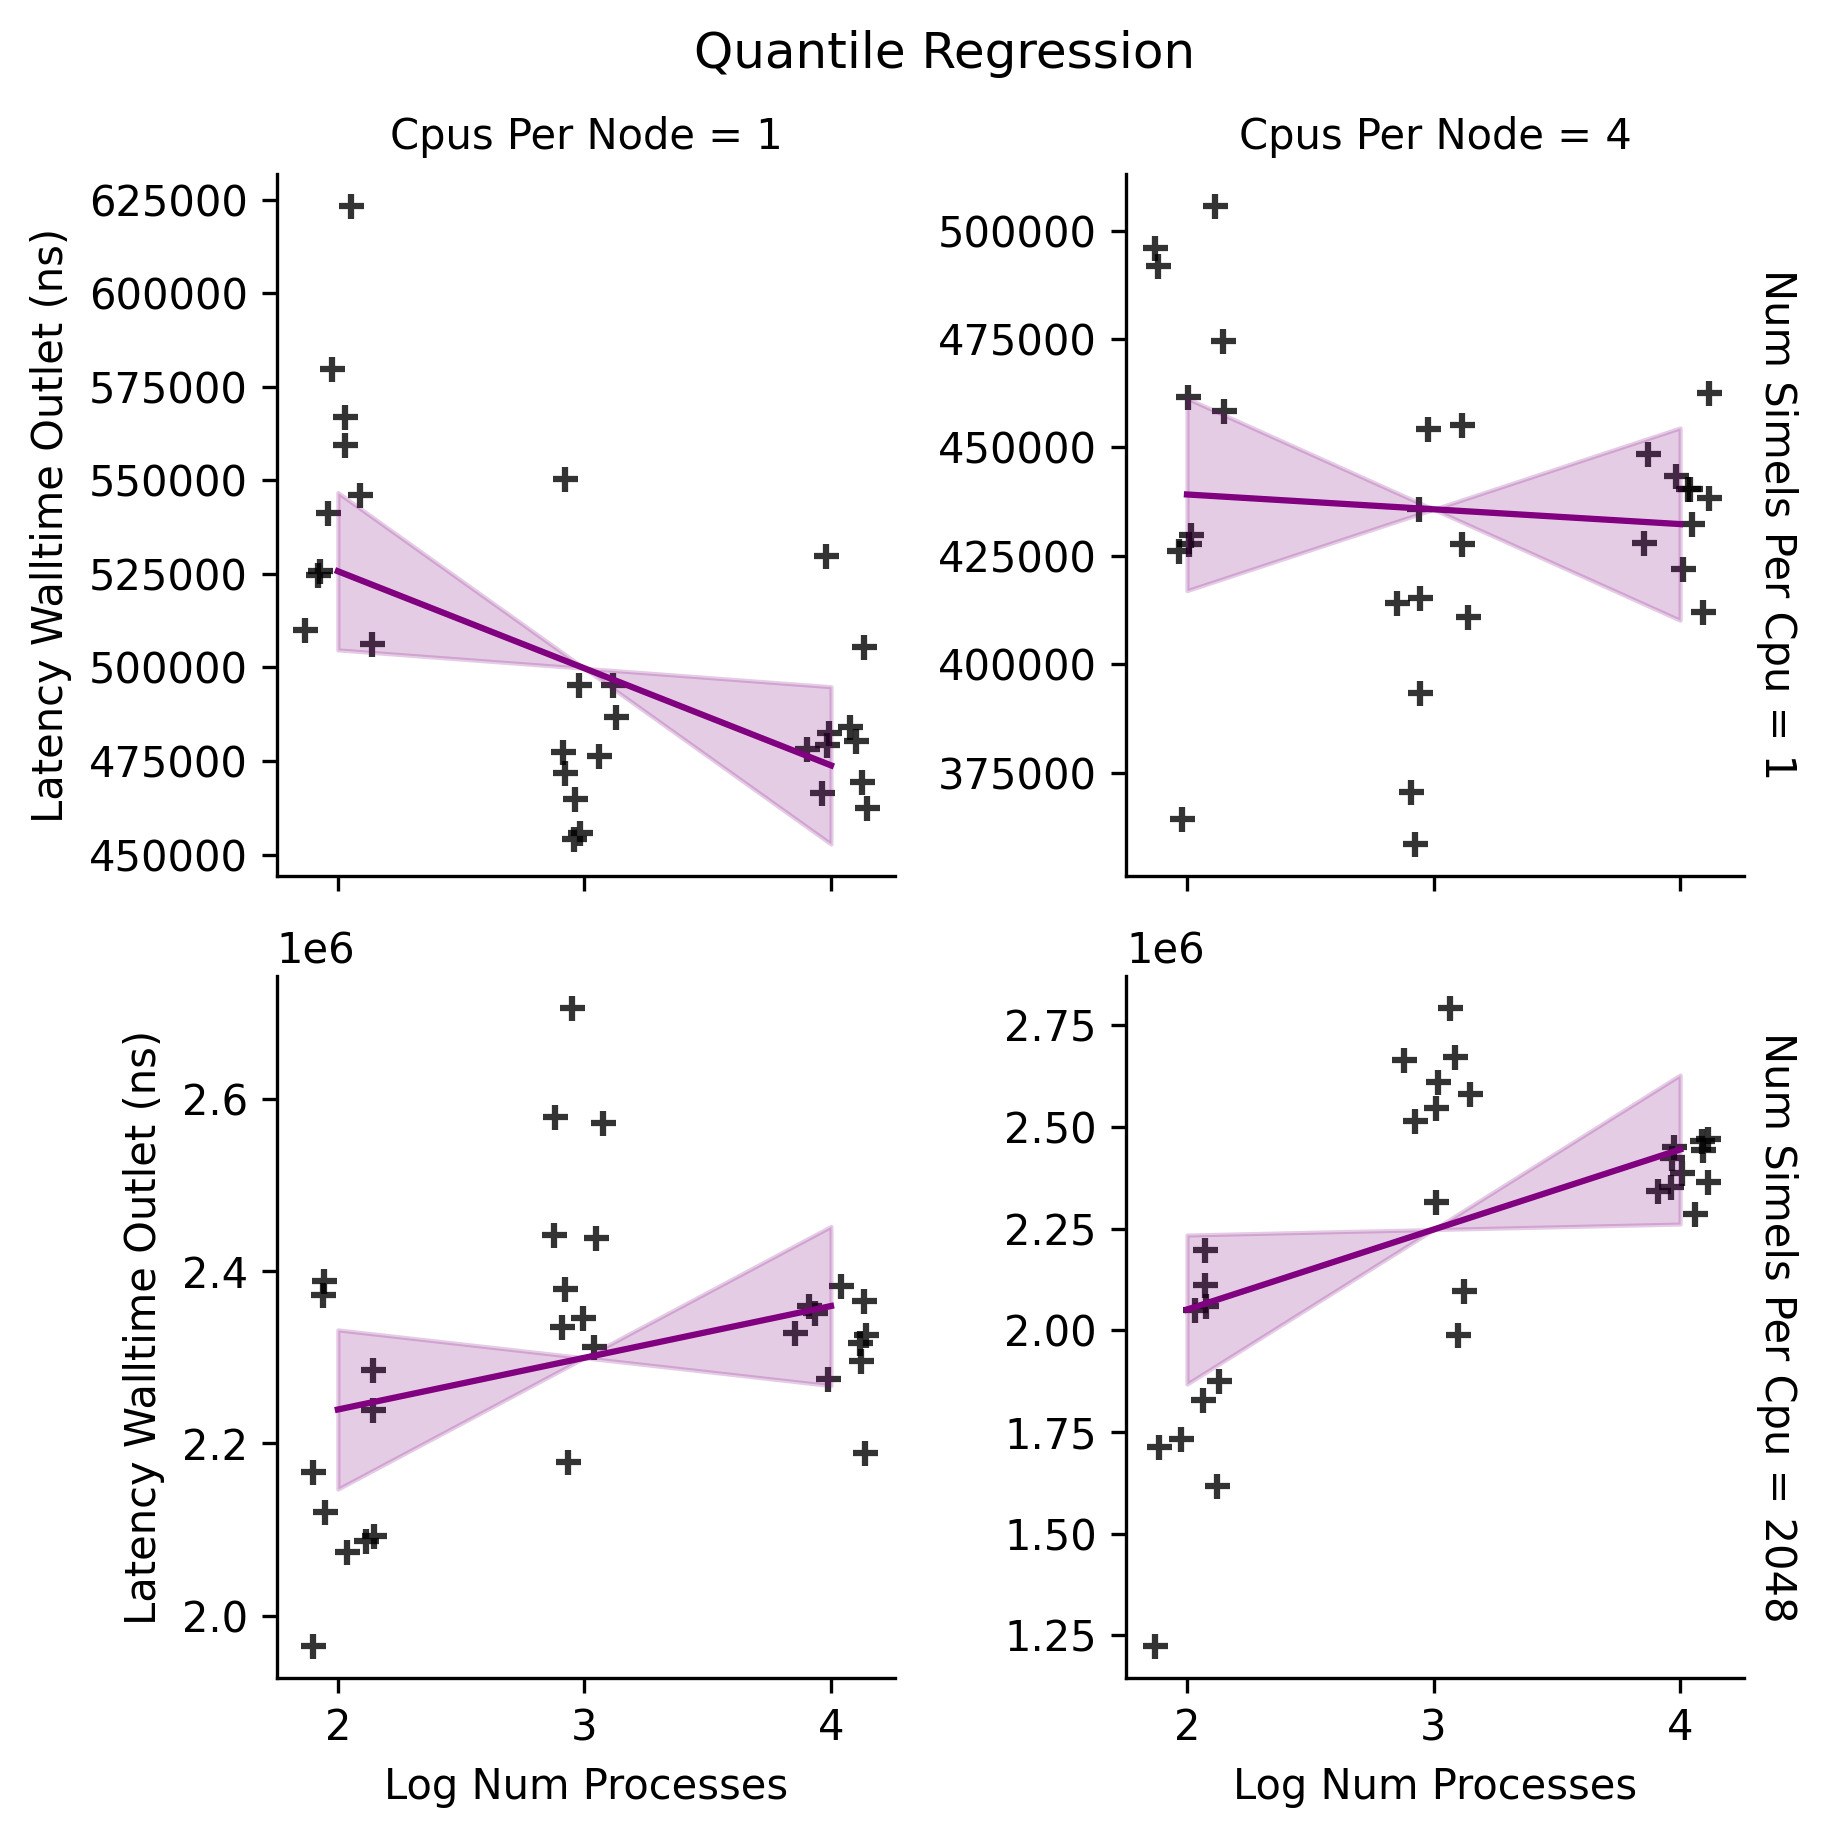 Quantile Regression
Cpus Per Node = 1
Cpus Per Node = 4
Latency Walltime Outlet (ns)
625000
600000
575000
550000
525000
500000
475000
450000
500000
475000
450000
425000
400000
375000
Num Simels Per Cpu = 1
1e6
Latency Walltime Outlet (ns)
2.6
2.4
2.2
2.0
2
3
4
Log Num Processes
1e6
2.75
2.50
2.25
2.00
1.75
1.50
1.25
2
3
4
Log Num Processes
Num Simels Per Cpu = 2048